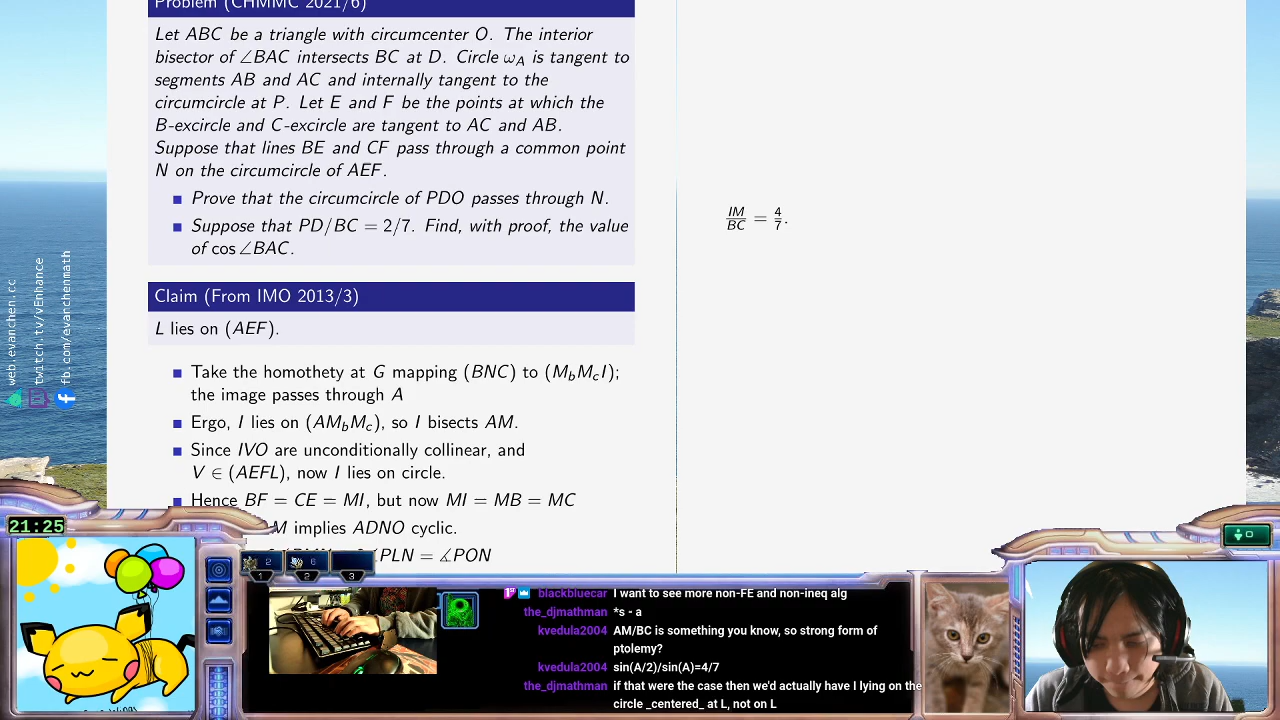 Problem (CHMMC 2021/6)
Let ABC be a triangle with circumcenter O. The interior
bisector of ∠BAC intersects BC at D. Circle ω_A is tangent to
segments AB and AC and internally tangent to the
circumcircle at P. Let E and F be the points at which the
B-excircle and C-excircle are tangent to AC and AB.
Suppose that lines BE and CF pass through a common point
N on the circumcircle of AEF.
Prove that the circumcircle of PDO passes through N.
Suppose that PD/BC = 2/7. Find, with proof, the value
of cos ∠BAC.
Claim (From IMO 2013/3)
L lies on (AEF).
Take the homothety at G mapping (BNC) to (M_bM_cI);
the image passes through A
Ergo, I lies on (AM_bM_c), so I bisects AM.
Since IVO are unconditionally collinear, and
V ∈ (AEFL), now I lies on circle.
Hence BF = CE = MI, but now MI = MB = MC
M implies ADNO cyclic.
PLN = ∡PON
IM/BC = 4/7.
web.evanchen.cc
twitch.tv/vEnhance
fb.com/evanchenmath
21:25
2
6
1
2
3
0
blackbluecar I want to see more non-FE and non-ineq alg
the_djmathman *s - a
kvedula2004 AM/BC is something you know, so strong form of
ptolemy?
kvedula2004 sin(A/2)/sin(A)=4/7
the_djmathman if that were the case then we'd actually have I lying on the
circle _centered_ at L, not on L